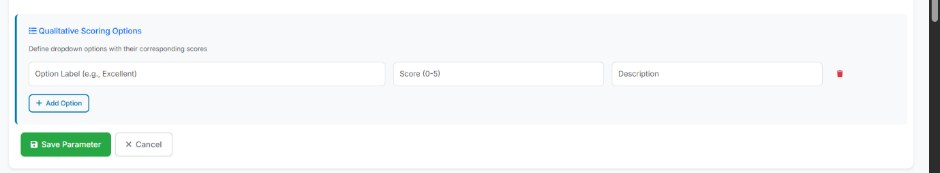 Qualitative Scoring Options
Define dropdown options with their corresponding scores
Option Label (e.g., Excellent) Score (0-5) Description
+ Add Option
Save Parameter × Cancel